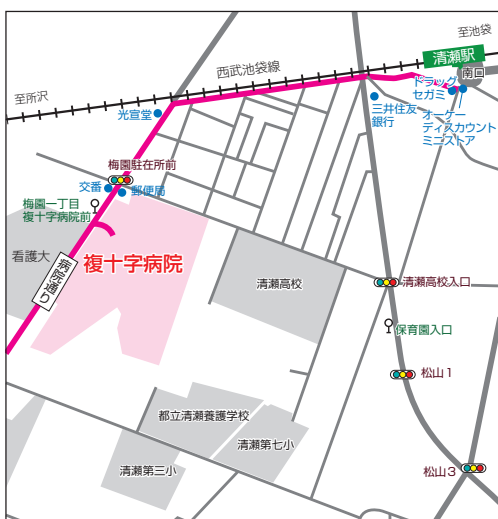 至池袋
清瀬駅
西武池袋線
南口
ドラッグ
セガミ
至所沢
光宣堂
三井住友
銀行
オーケー
ディスカウント
ミニストア
梅園駐在所前
交番
郵便局
梅園一丁目
複十字病院前
看護大
複十字病院
病院通り
清瀬高校
清瀬高校入口
保育園入口
松山1
都立清瀬養護学校
清瀬第七小
清瀬第三小
松山3